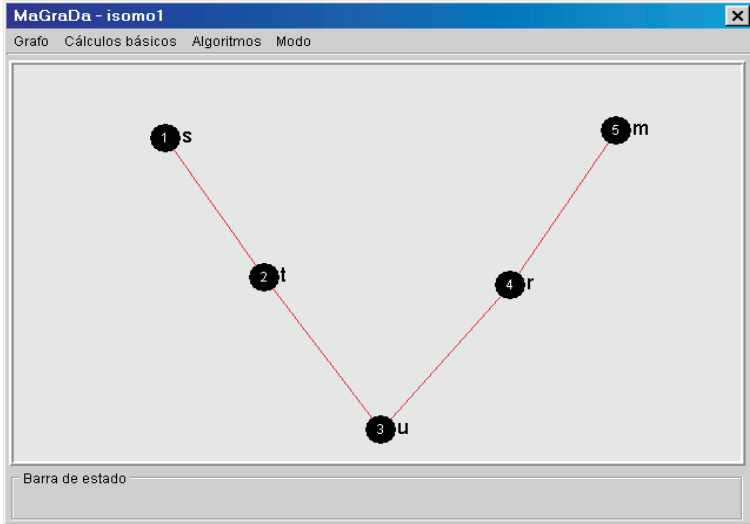 MaGraDa - isomo1
Grafo Cálculos básicos Algoritmos Modo
1 s
5 m
2 t
4 r
3 u
Barra de estado